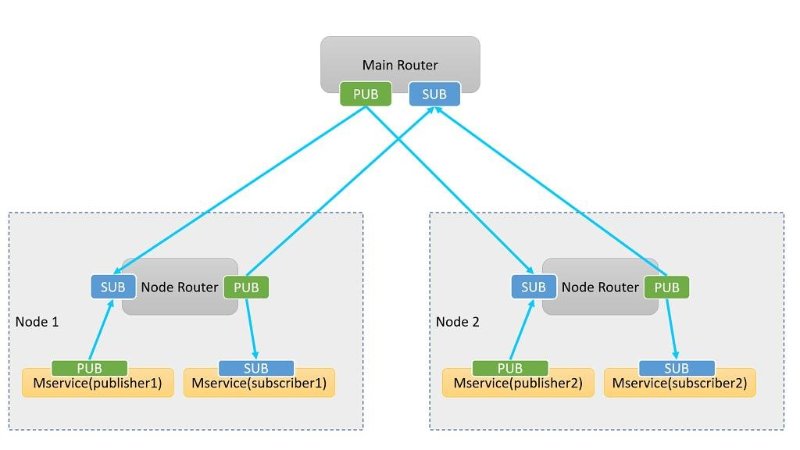 Main Router
PUB
SUB
SUB
Node Router
PUB
Node 1
PUB
Mservice(publisher1)
SUB
Mservice(subscriber1)
SUB
Node Router
PUB
Node 2
PUB
Mservice(publisher2)
SUB
Mservice(subscriber2)